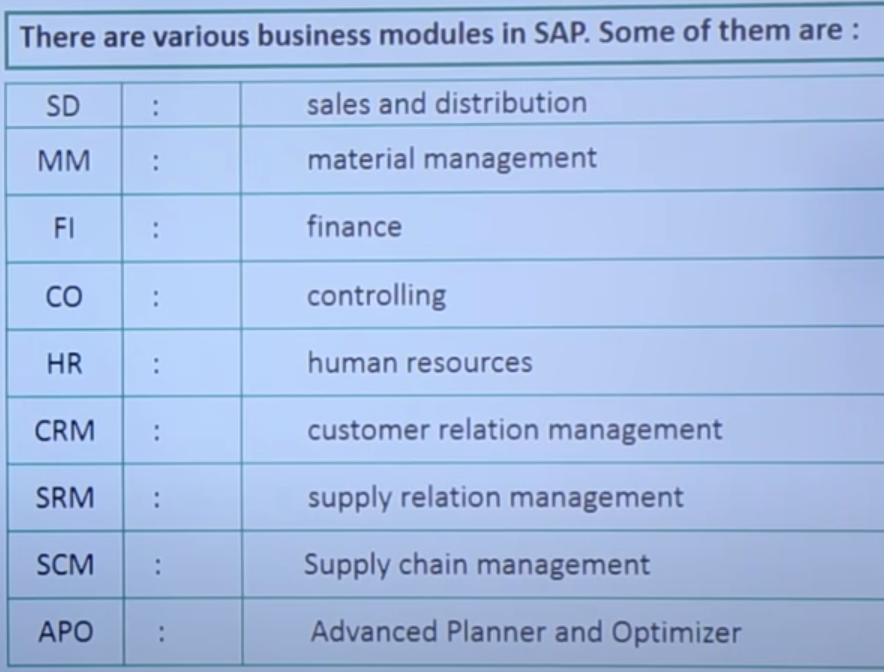 There are various business modules in SAP. Some of them are :
SD : sales and distribution
MM : material management
FI : finance
CO : controlling
HR : human resources
CRM : customer relation management
SRM : supply relation management
SCM : Supply chain management
APO : Advanced Planner and Optimizer